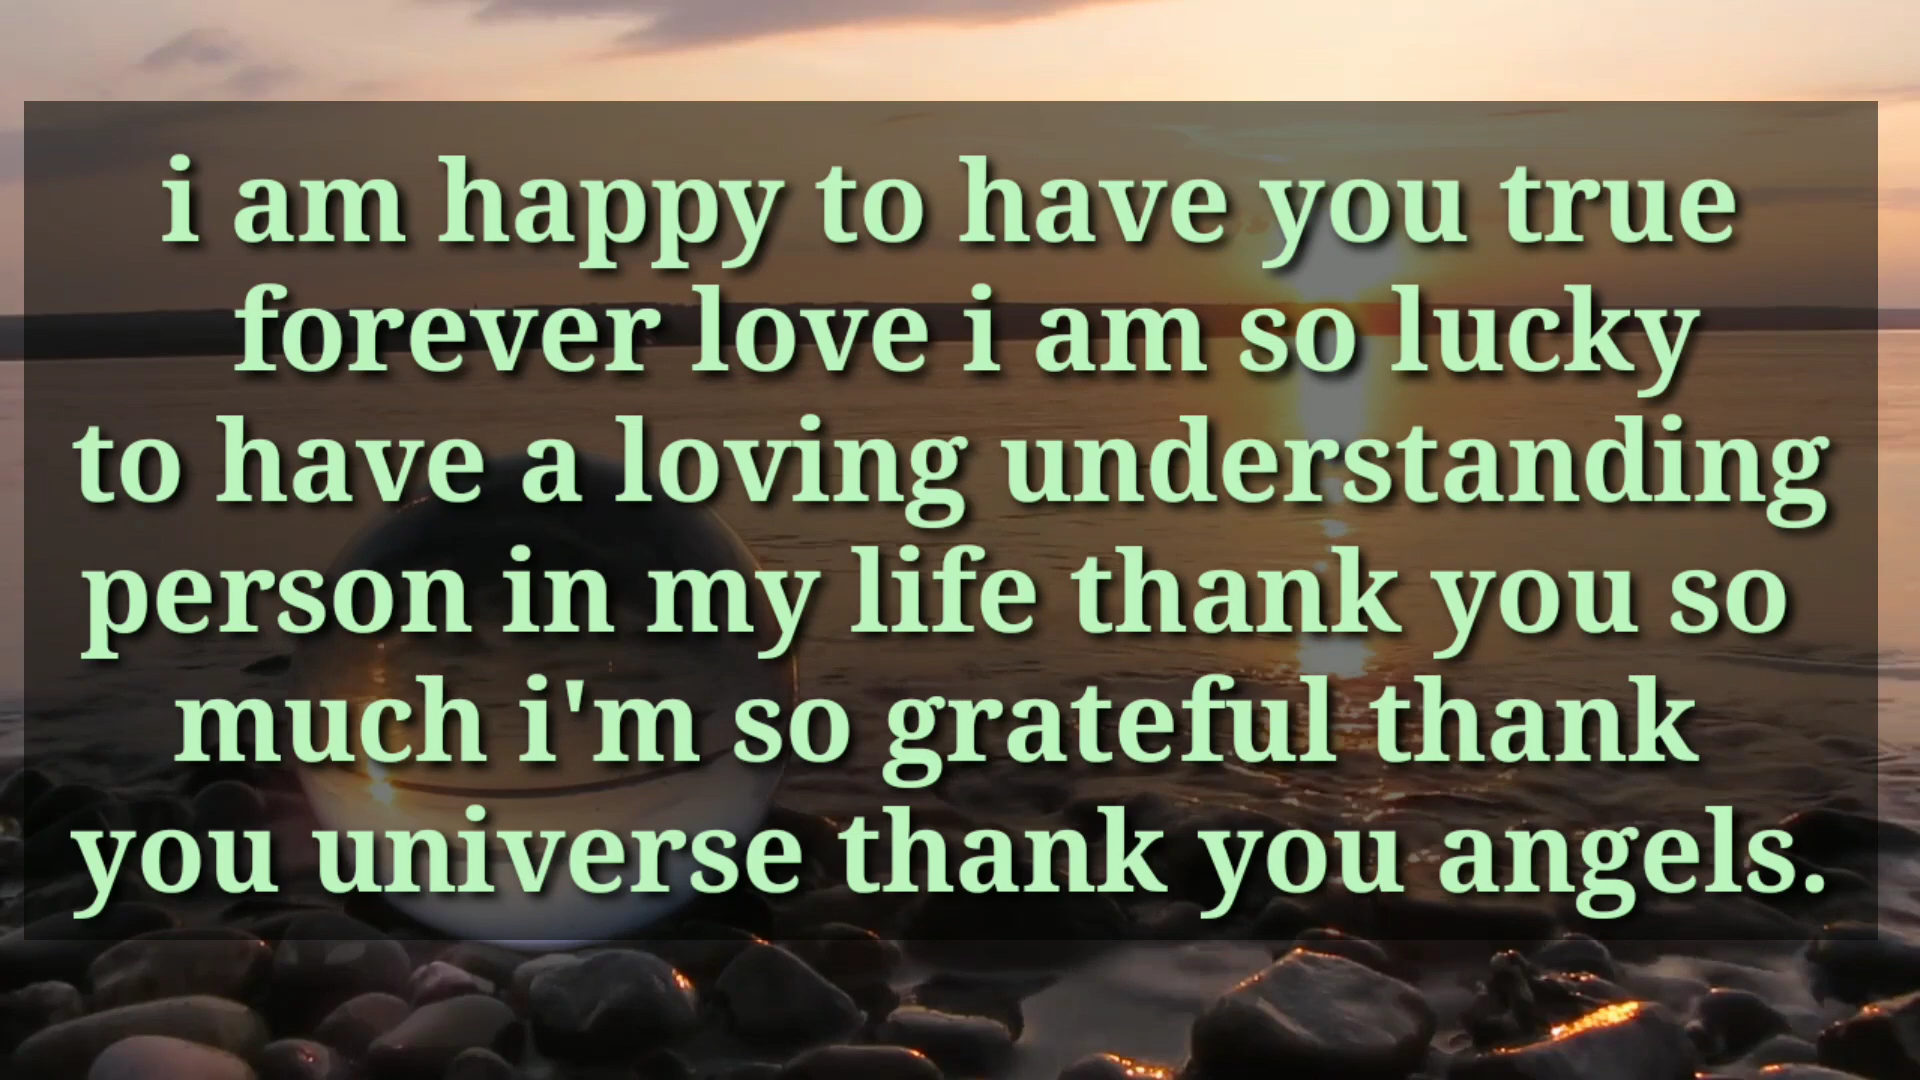 i am happy to have you true
forever love i am so lucky
to have a loving understanding
person in my life thank you so
much i'm so grateful thank
you universe thank you angels.